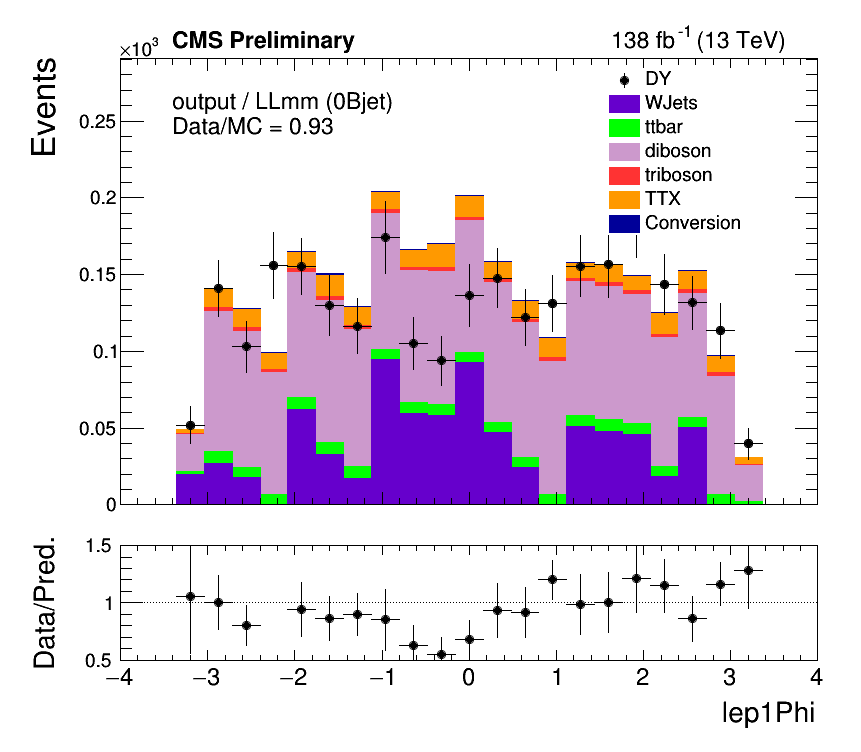 ×10³ CMS Preliminary 138 fb⁻¹ (13 TeV)
Events
output / LLmm (0Bjet)
Data/MC = 0.93
DY
WJets
ttbar
diboson
triboson
TTX
Conversion
0.25
0.2
0.15
0.1
0.05
0
Data/Pred.
1.5
1
0.5
−4 −3 −2 −1 0 1 2 3 4
lep1Phi